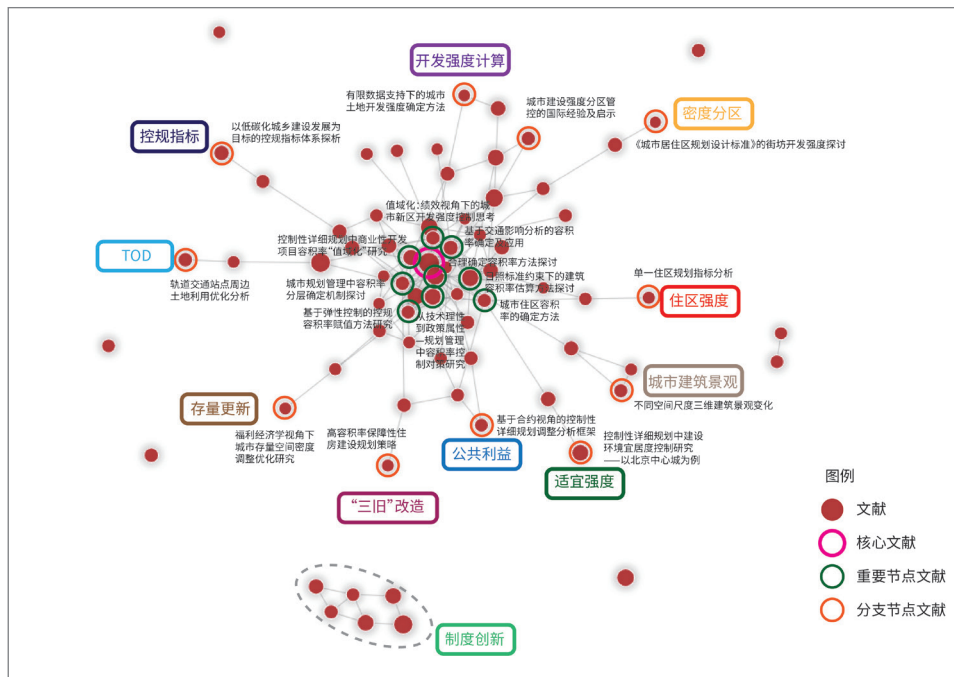 开发强度计算
有限数据支持下的城市
土地开发强度确定方法
城市建设强度分区管
控的国际经验及启示
密度分区
《城市居住区规划设计标准》的街坊开发强度探讨
控规指标
以低碳化城乡建设发展为
目标的控规指标体系探析
值域化：绩效视角下的城
市新区开发强度控制思考
基于交通影响分析的容积
率确定及应用
控制性详细规划中商业性开发
项目容积率“值域化”研究
合理确定容积率方法探讨
TOD
轨道交通站点周边
土地利用优化分析
城市规划管理中容积率
分层确定机制探讨
日照标准约束下的建筑
容积率估算方法探讨
单一住区规划指标分析
住区强度
基于弹性控制的控规
容积率赋值方法研究
城市住区容积
率的确定方法
从技术理性
到政策属性
—规划管理
中容积率控
制对策研究
城市建筑景观
不同空间尺度三维建筑景观变化
存量更新
福利经济学视角下
城市存量空间密度
调整优化研究
高容积率保障性住
房建设规划策略
“三旧”改造
基于合约视角的控制性
详细规划调整分析框架
公共利益
控制性详细规划中建设
环境宜居度控制研究
——以北京中心城为例
适宜强度
制度创新
图例
文献
核心文献
重要节点文献
分支节点文献